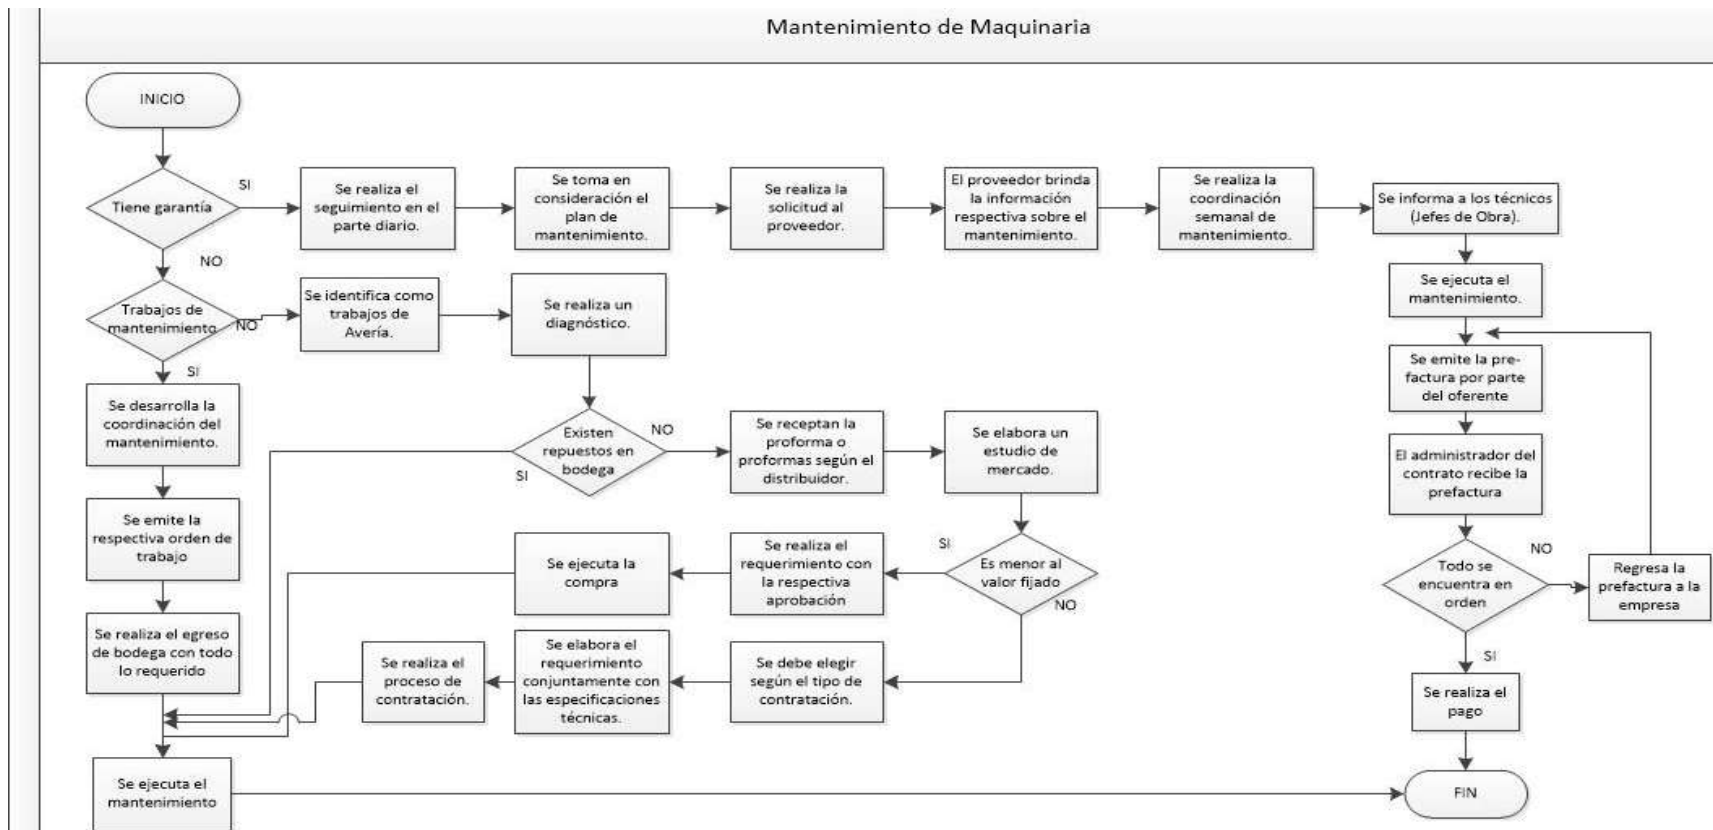 Mantenimiento de Maquinaria
INICIO
Tiene garantía
SI
NO
Se realiza el
seguimiento en el
parte diario.
Se toma en
consideración el
plan de
mantenimiento.
Se realiza la
solicitud al
proveedor.
El proveedor brinda
la información
respectiva sobre el
mantenimiento.
Se realiza la
coordinación
semanal de
mantenimiento.
Se informa a los técnicos
(Jefes de Obra).
Se ejecuta el
mantenimiento.
Se emite la pre-
factura por parte
del oferente
El administrador del
contrato recibe la
prefactura
Todo se
encuentra en
orden
NO
Regresa la
prefactura a la
empresa
SI
Se realiza el
pago
FIN
Trabajos de
mantenimiento
NO
SI
Se identifica como
trabajos de
Avería.
Se realiza un
diagnóstico.
Existen
repuestos en
bodega
NO
SI
Se receptan la
proforma o
proformas según el
distribuidor.
Se elabora un
estudio de
mercado.
Es menor al
valor fijado
SI
NO
Se realiza el
requerimiento con
la respectiva
aprobación
Se ejecuta la
compra
Se debe elegir
según el tipo de
contratación.
Se elabora el
requerimiento
conjuntamente con
las especificaciones
técnicas.
Se realiza el
proceso de
contratación.
Se desarrolla la
coordinación del
mantenimiento.
Se emite la
respectiva orden de
trabajo
Se realiza el egreso
de bodega con todo
lo requerido
Se ejecuta el
mantenimiento